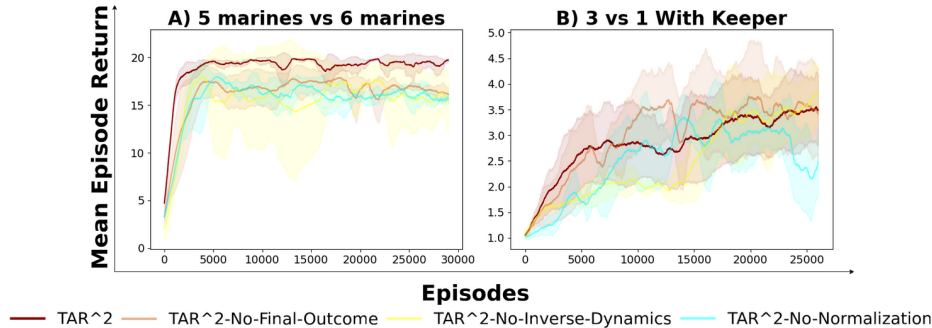 A) 5 marines vs 6 marines
B) 3 vs 1 With Keeper
Mean Episode Return
20
15
10
5
0
0 5000 10000 15000 20000 25000 30000
5.0
4.5
4.0
3.5
3.0
2.5
2.0
1.5
1.0
0 5000 10000 15000 20000 25000
Episodes
TAR^2 TAR^2-No-Final-Outcome TAR^2-No-Inverse-Dynamics TAR^2-No-Normalization